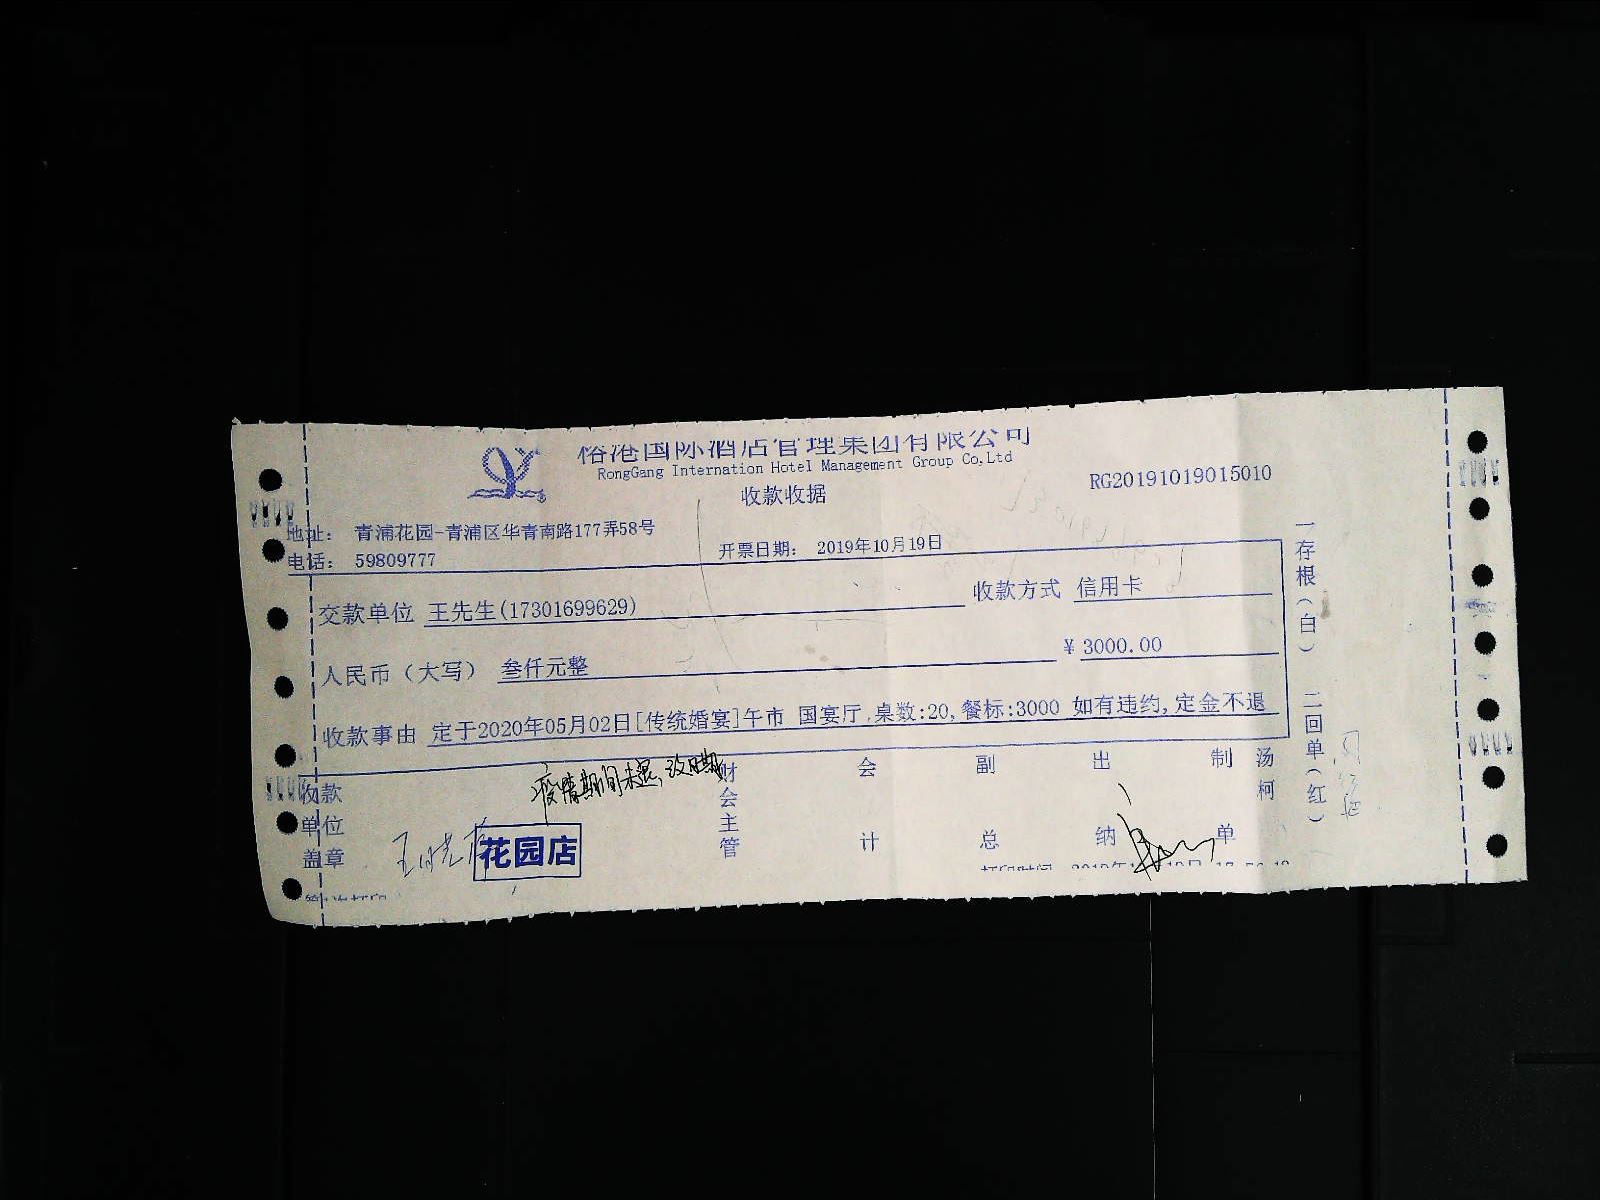 裕港国际酒店管理集团有限公司
RongGang Internation Hotel Management Group Co,Ltd
收款收据
RG20191019015010
地址： 青浦花园-青浦区华青南路177弄58号
电话： 59809777
开票日期： 2019年10月19日
交款单位 王先生(17301699629)
收款方式 信用卡
人民币（大写） 叁仟元整
¥ 3000.00
收款事由 定于2020年05月02日[传统婚宴]午市 国宴厅,桌数:20,餐标:3000 如有违约,定金不退
收款单位盖章
疫情期间未退,改日期
花园店
财会主管
会计
副总
出纳
制单
汤柯
一存根(白) 二回单(红)